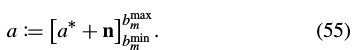 a := [a* + n]_{b_m^{min}}^{b_m^{max}}. (55)